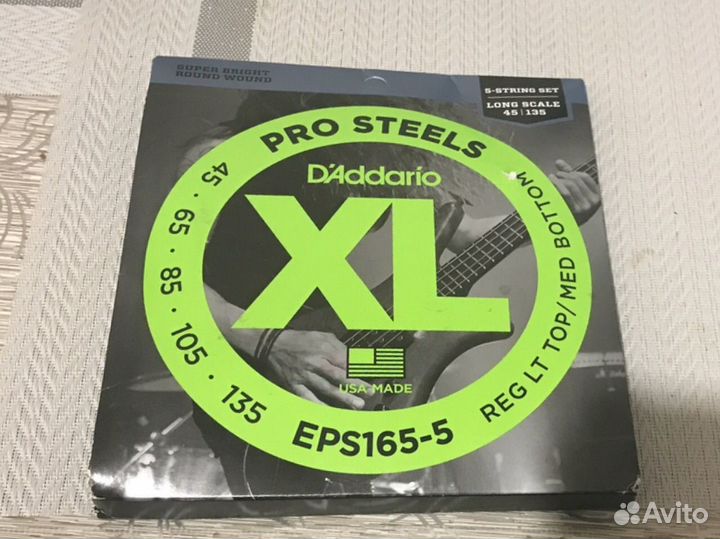 SUPER BRIGHT
ROUND WOUND
5-STRING SET
LONG SCALE
45 | 135
PRO STEELS
D'Addario
XL
USA MADE
45 · 65 · 85 · 105 · 135
EPS165-5
REG LT TOP/MED BOTTOM
Avito